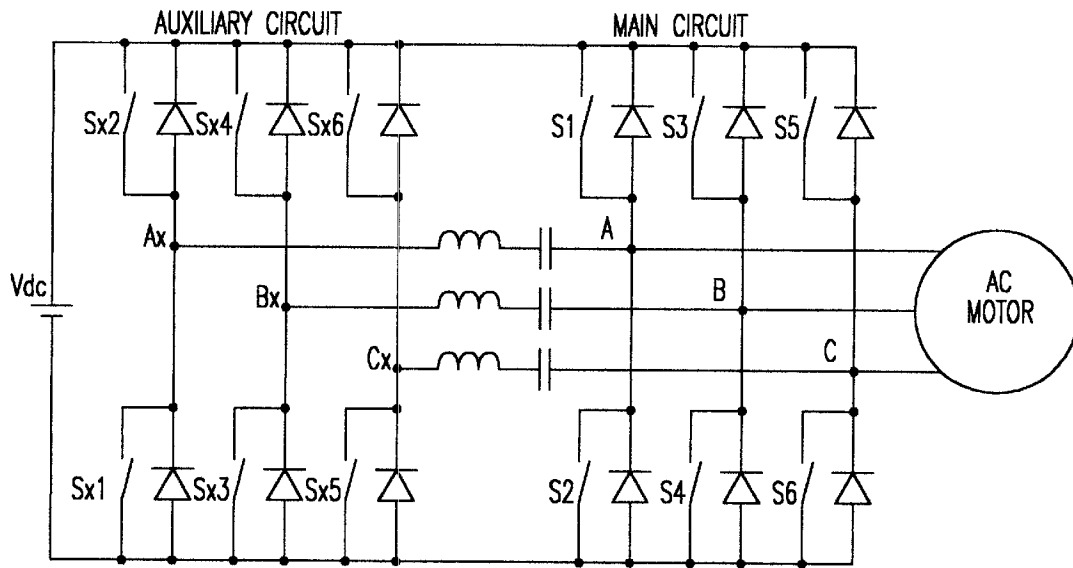 AUXILIARY CIRCUIT
MAIN CIRCUIT
Sx2
Sx4
Sx6
S1
S3
S5
Ax
A
Vdc
Bx
B
AC
MOTOR
Cx
C
Sx1
Sx3
Sx5
S2
S4
S6